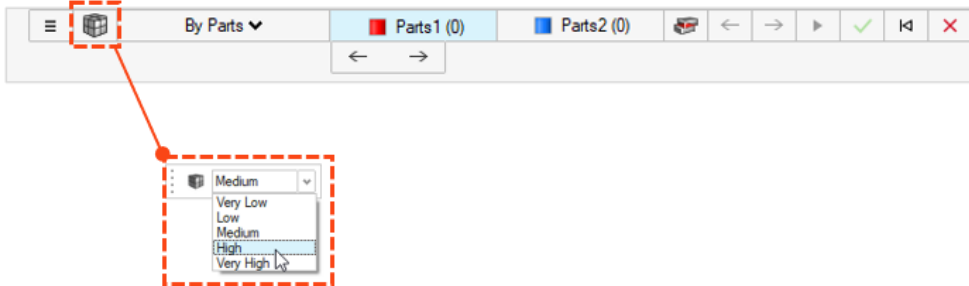 By Parts Parts1 (0) Parts2 (0)
Medium
Very Low
Low
Medium
High
Very High